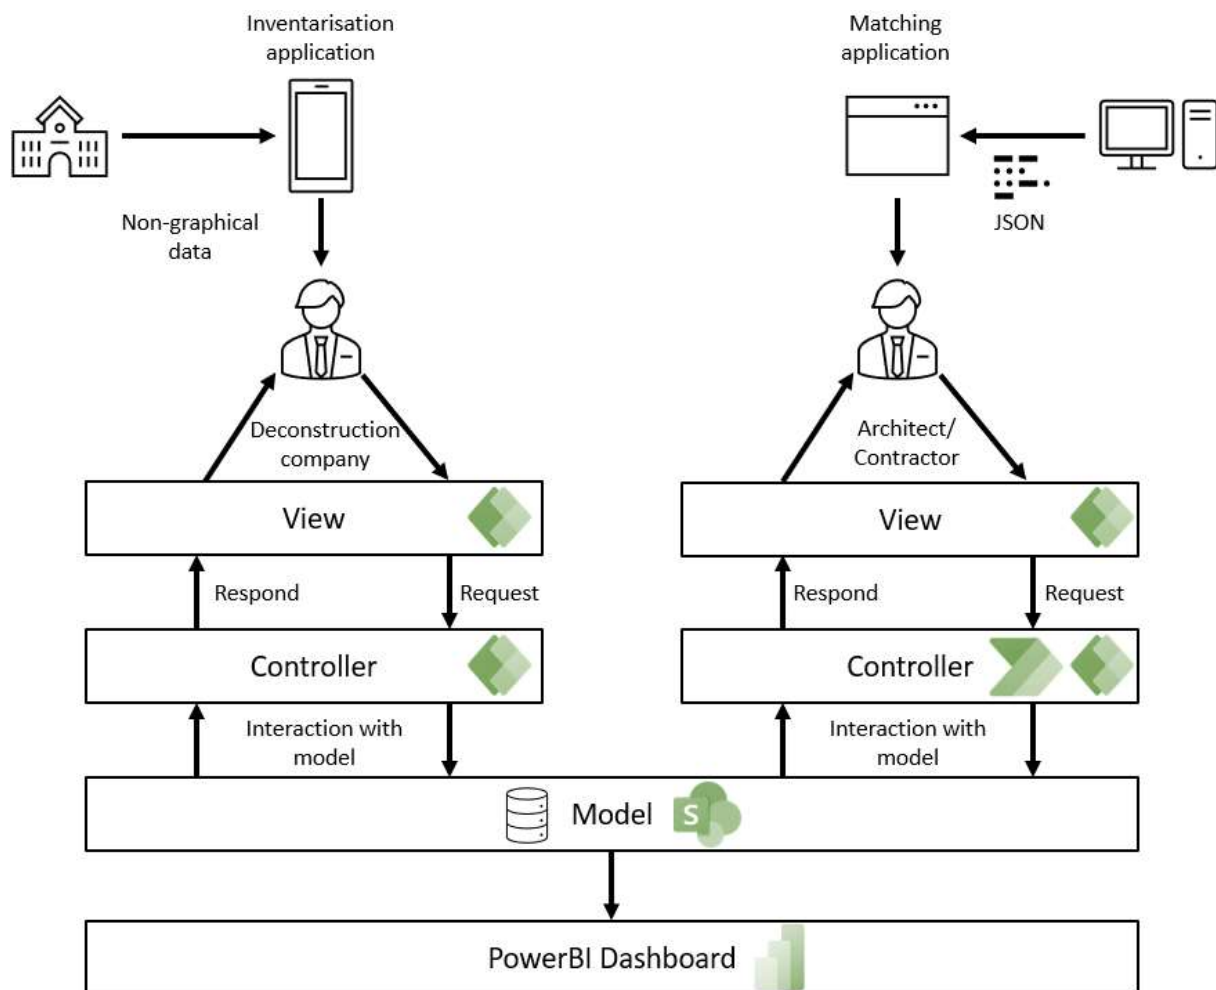 Inventarisation
application
Matching
application
Non-graphical
data
JSON
Deconstruction
company
Architect/
Contractor
View
View
Respond
Request
Respond
Request
Controller
Controller
Interaction with
model
Interaction with
model
Model
S
PowerBI Dashboard